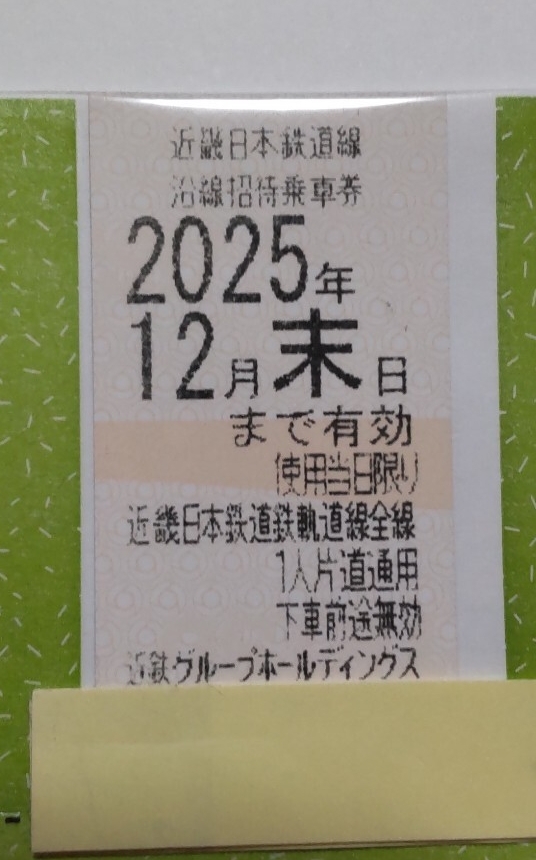 近畿日本鉄道線
沿線招待乗車券
2025年
12月末日
まで有効
使用当日限り
近畿日本鉄道鉄軌道線全線
1人片道通用
下車前途無効
近鉄グループホールディングス